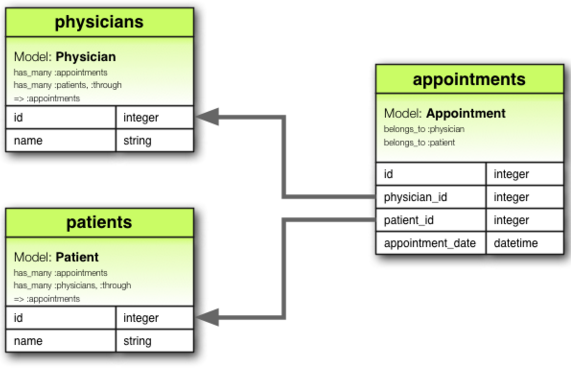 physicians
Model: Physician
has_many :appointments
has_many :patients, :through
=> :appointments
id integer
name string
appointments
Model: Appointment
belongs_to :physician
belongs_to :patient
id integer
physician_id integer
patient_id integer
appointment_date datetime
patients
Model: Patient
has_many :appointments
has_many :physicians, :through
=> :appointments
id integer
name string